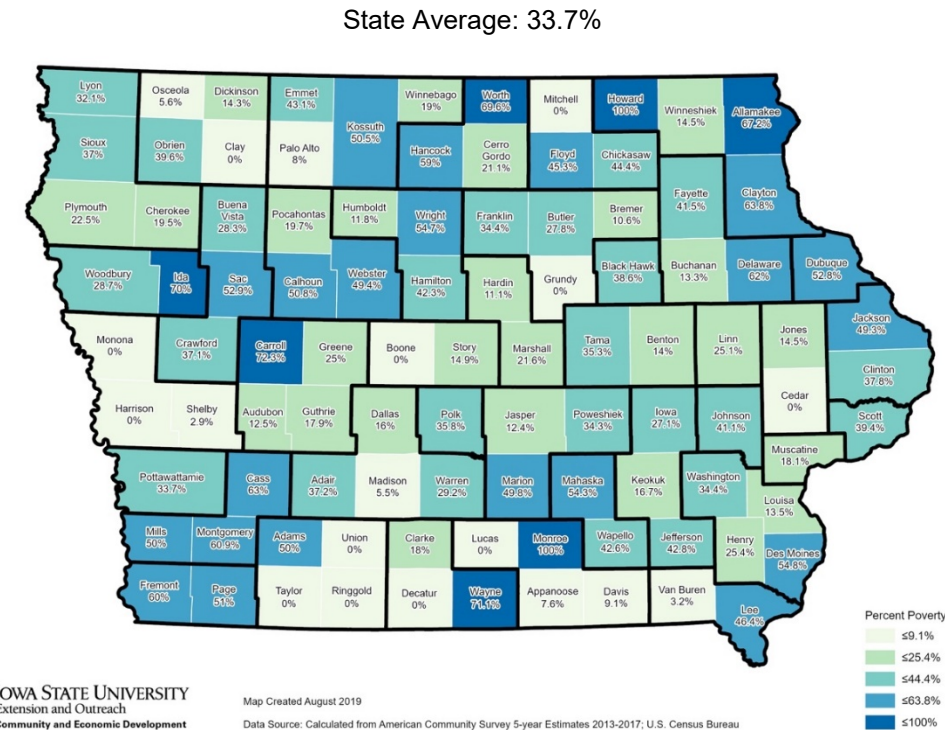 State Average: 33.7%
Lyon
32.1%
Osceola
5.6%
Dickinson
14.3%
Emmet
43.1%
Kossuth
50.5%
Winnebago
19%
Worth
69.6%
Mitchell
0%
Howard
100%
Winneshiek
14.5%
Allamakee
67.2%
Sioux
37%
Obrien
39.6%
Clay
0%
Palo Alto
8%
Hancock
59%
Cerro
Gordo
21.1%
Floyd
45.3%
Chickasaw
44.4%
Plymouth
22.5%
Cherokee
19.5%
Buena
Vista
28.3%
Pocahontas
19.7%
Humboldt
11.8%
Wright
54.7%
Franklin
34.4%
Butler
27.8%
Bremer
10.6%
Fayette
41.5%
Clayton
63.8%
Woodbury
28.7%
Ida
70%
Sac
52.9%
Calhoun
50.8%
Webster
49.4%
Hamilton
42.3%
Hardin
11.1%
Grundy
0%
Black Hawk
38.6%
Buchanan
13.3%
Delaware
62%
Dubuque
52.8%
Monona
0%
Crawford
37.1%
Carroll
72.3%
Greene
25%
Boone
0%
Story
14.9%
Marshall
21.6%
Tama
35.3%
Benton
14%
Linn
25.1%
Jones
14.5%
Jackson
49.3%
Clinton
37.8%
Harrison
0%
Shelby
2.9%
Audubon
12.5%
Guthrie
17.9%
Dallas
16%
Polk
35.8%
Jasper
12.4%
Poweshiek
34.3%
Iowa
27.1%
Johnson
41.1%
Cedar
0%
Scott
39.4%
Muscatine
18.1%
Pottawattamie
33.7%
Cass
63%
Adair
37.2%
Madison
5.5%
Warren
29.2%
Marion
49.8%
Mahaska
54.3%
Keokuk
16.7%
Washington
34.4%
Louisa
13.5%
Mills
50%
Montgomery
60.9%
Adams
50%
Union
0%
Clarke
18%
Lucas
0%
Monroe
100%
Wapello
42.6%
Jefferson
42.8%
Henry
25.4%
Des Moines
54.8%
Fremont
60%
Page
51%
Taylor
0%
Ringgold
0%
Decatur
0%
Wayne
71.1%
Appanoose
7.6%
Davis
9.1%
Van Buren
3.2%
Lee
46.4%
Percent Poverty
≤9.1%
≤25.4%
≤44.4%
≤63.8%
≤100%
OWA STATE UNIVERSITY
Extension and Outreach
Community and Economic Development
Map Created August 2019
Data Source: Calculated from American Community Survey 5-year Estimates 2013-2017; U.S. Census Bureau